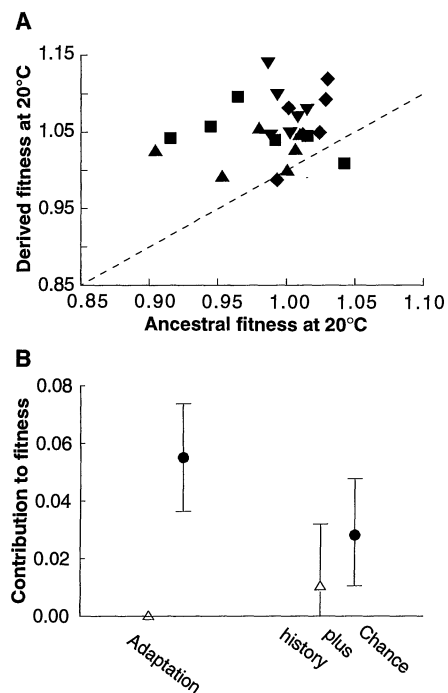 A
Derived fitness at 20°C
1.15
1.05
0.95
0.85
0.85 0.90 0.95 1.00 1.05 1.10
Ancestral fitness at 20°C
B
Contribution to fitness
0.08
0.06
0.04
0.02
0.00
Adaptation
history
plus
Chance